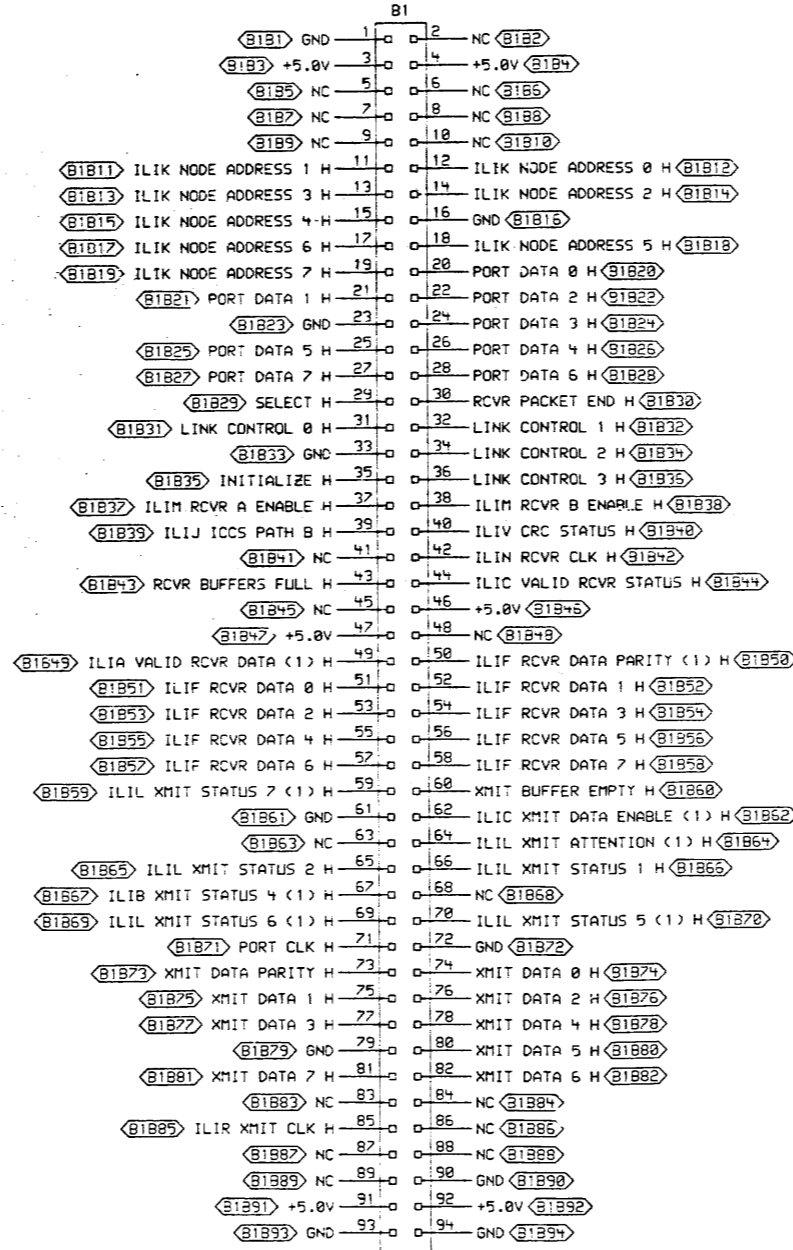 B1
B1B1 GND 1 2 NC B1B2
B1B3 +5.0V 3 4 +5.0V B1B4
B1B5 NC 5 6 NC B1B6
B1B7 NC 7 8 NC B1B8
B1B9 NC 9 10 NC B1B10
B1B11 ILIK NODE ADDRESS 1 H 11 12 ILIK NODE ADDRESS 0 H B1B12
B1B13 ILIK NODE ADDRESS 3 H 13 14 ILIK NODE ADDRESS 2 H B1B14
B1B15 ILIK NODE ADDRESS 4 H 15 16 GND B1B16
B1B17 ILIK NODE ADDRESS 6 H 17 18 ILIK NODE ADDRESS 5 H B1B18
B1B19 ILIK NODE ADDRESS 7 H 19 20 PORT DATA 0 H B1B20
B1B21 PORT DATA 1 H 21 22 PORT DATA 2 H B1B22
B1B23 GND 23 24 PORT DATA 3 H B1B24
B1B25 PORT DATA 5 H 25 26 PORT DATA 4 H B1B26
B1B27 PORT DATA 7 H 27 28 PORT DATA 6 H B1B28
B1B29 SELECT H 29 30 RCVR PACKET END H B1B30
B1B31 LINK CONTROL 0 H 31 32 LINK CONTROL 1 H B1B32
B1B33 GND 33 34 LINK CONTROL 2 H B1B34
B1B35 INITIALIZE H 35 36 LINK CONTROL 3 H B1B36
B1B37 ILIM RCVR A ENABLE H 37 38 ILIM RCVR B ENABLE H B1B38
B1B39 ILIJ ICCS PATH B H 39 40 ILIV CRC STATUS H B1B40
B1B41 NC 41 42 ILIN RCVR CLK H B1B42
B1B43 RCVR BUFFERS FULL H 43 44 ILIC VALID RCVR STATUS H B1B44
B1B45 NC 45 46 +5.0V B1B46
B1B47 +5.0V 47 48 NC B1B48
B1B49 ILIA VALID RCVR DATA (1) H 49 50 ILIF RCVR DATA PARITY (1) H B1B50
B1B51 ILIF RCVR DATA 0 H 51 52 ILIF RCVR DATA 1 H B1B52
B1B53 ILIF RCVR DATA 2 H 53 54 ILIF RCVR DATA 3 H B1B54
B1B55 ILIF RCVR DATA 4 H 55 56 ILIF RCVR DATA 5 H B1B56
B1B57 ILIF RCVR DATA 6 H 57 58 ILIF RCVR DATA 7 H B1B58
B1B59 ILIL XMIT STATUS 7 (1) H 59 60 XMIT BUFFER EMPTY H B1B60
B1B61 GND 61 62 ILIC XMIT DATA ENABLE (1) H B1B62
B1B63 NC 63 64 ILIL XMIT ATTENTION (1) H B1B64
B1B65 ILIL XMIT STATUS 2 H 65 66 ILIL XMIT STATUS 1 H B1B66
B1B67 ILIB XMIT STATUS 4 (1) H 67 68 NC B1B68
B1B69 ILIL XMIT STATUS 6 (1) H 69 70 ILIL XMIT STATUS 5 (1) H B1B70
B1B71 PORT CLK H 71 72 GND B1B72
B1B73 XMIT DATA PARITY H 73 74 XMIT DATA 0 H B1B74
B1B75 XMIT DATA 1 H 75 76 XMIT DATA 2 H B1B76
B1B77 XMIT DATA 3 H 77 78 XMIT DATA 4 H B1B78
B1B79 GND 79 80 XMIT DATA 5 H B1B80
B1B81 XMIT DATA 7 H 81 82 XMIT DATA 6 H B1B82
B1B83 NC 83 84 NC B1B84
B1B85 ILIR XMIT CLK H 85 86 NC B1B86
B1B87 NC 87 88 NC B1B88
B1B89 NC 89 90 GND B1B90
B1B91 +5.0V 91 92 +5.0V B1B92
B1B93 GND 93 94 GND B1B94